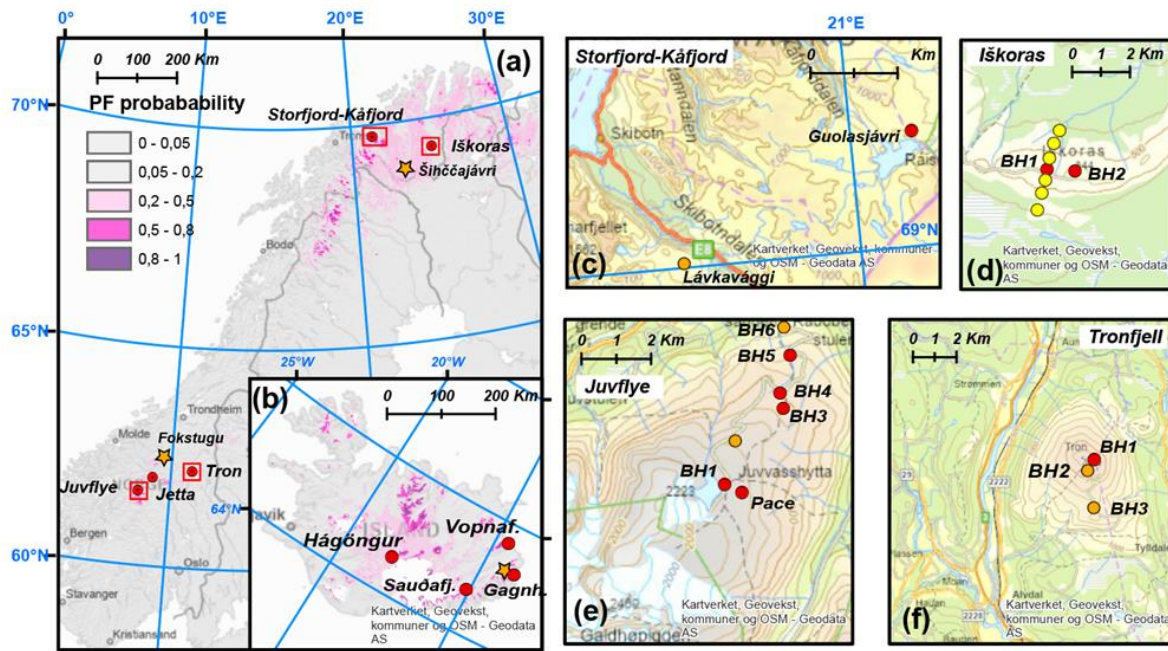 0°
10°E
20°E
30°E
(a)
0 100 200 Km
PF probabability
0 - 0,05
0,05 - 0,2
0,2 - 0,5
0,5 - 0,8
0,8 - 1
70°N
65°N
60°N
Storfjord-Kåfjord
Iškoras
Šihččajávri
Bodø
Trondheim
Molde
Fokstugu
Tron
Juvflye
Jetta
Bergen
Oslo
Stavanger
Kristiansand
25°W
20°W
64°N
(b)
0 100 200 Km
Vopnaf.
Hágöngur
Sauðafj.
Gagnh.
Kartverket, Geovekst,
kommuner og OSM - Geodata
AS
21°E
Storfjord-Kåfjord
Km
Skibotn
Guolasjávri
Skibotndalen
69°N
E8
Lávkavággi
Kartverket, Geovekst, kommuner
og OSM - Geodata AS
(c)
Iškoras
0 1 2 Km
BH1
BH2
Kartverket, Geovekst,
kommuner og OSM - Geodata
AS
(d)
0 1 2 Km
Juvflye
BH6
BH5
BH4
BH3
Juvvasshytta
BH1
2223
Pace
Kartverket, Geovekst,
kommuner og OSM - Geodata
AS
(e)
0 1 2 Km
Tronfjell
Strømmen
Tron
BH1
BH2
BH3
Alvdal
Kartverket, Geovekst,
kommuner og OSM - Geodata
AS
(f)